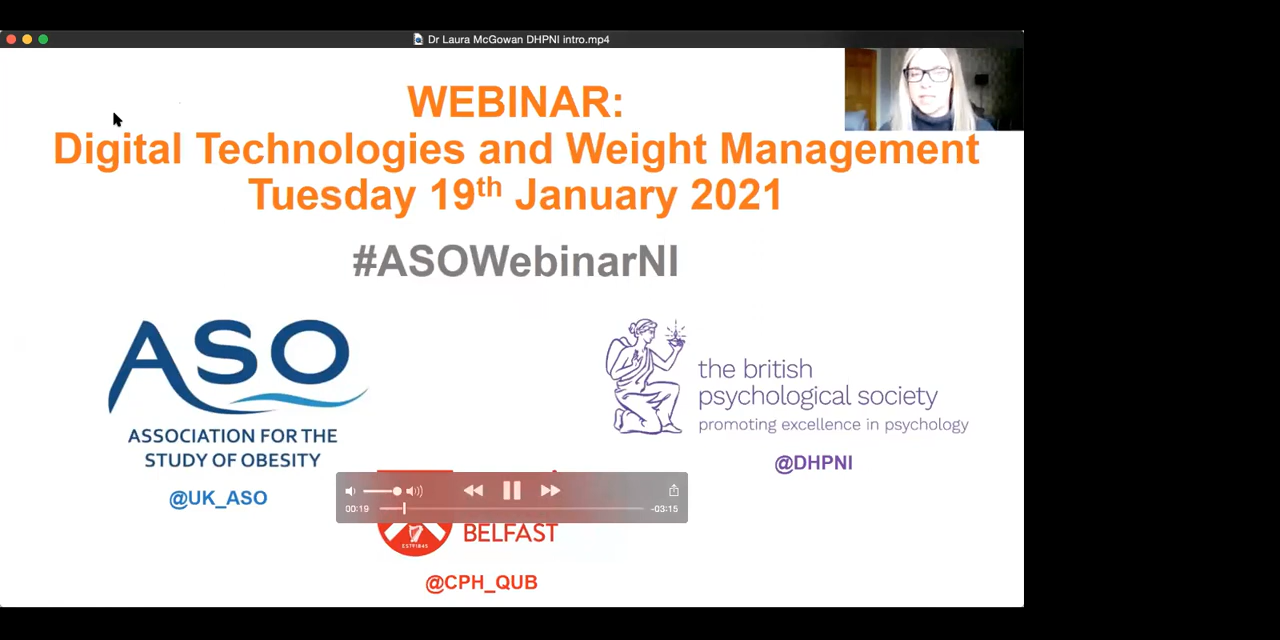 Dr Laura McGowan DHPNI intro.mp4
WEBINAR:
Digital Technologies and Weight Management
Tuesday 19th January 2021
#ASOWebinarNI
ASO
ASSOCIATION FOR THE
STUDY OF OBESITY
@UK_ASO
the british
psychological society
promoting excellence in psychology
@DHPNI
00:19
-03:15
BELFAST
ESTD1845
@CPH_QUB